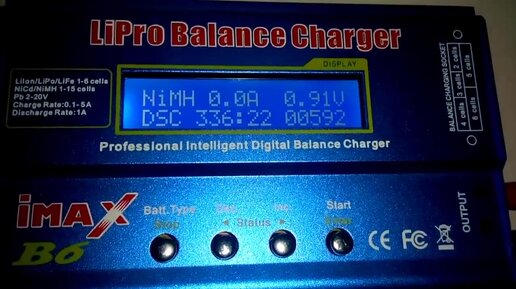 LiPro Balance Charger
LiIon/LiPo/LiFe 1-6 cells
NiCd/NiMH 1-15 cells
Pb 2-20V
Charge Rate:0.1-5A
Discharge Rate:1A
DISPLAY
NiMH 0.0A 0.91V
DSC 336:22 00592
BALANCE CHARGING SOCKET
2 cells
3 cells
4 cells
5 cells
6 cells
Professional Intelligent Digital Balance Charger
iMAX
B6
Batt.Type
Stop
Dec.
Inc.
◄ Status ►
Start
Enter
CE FC
OUTPUT